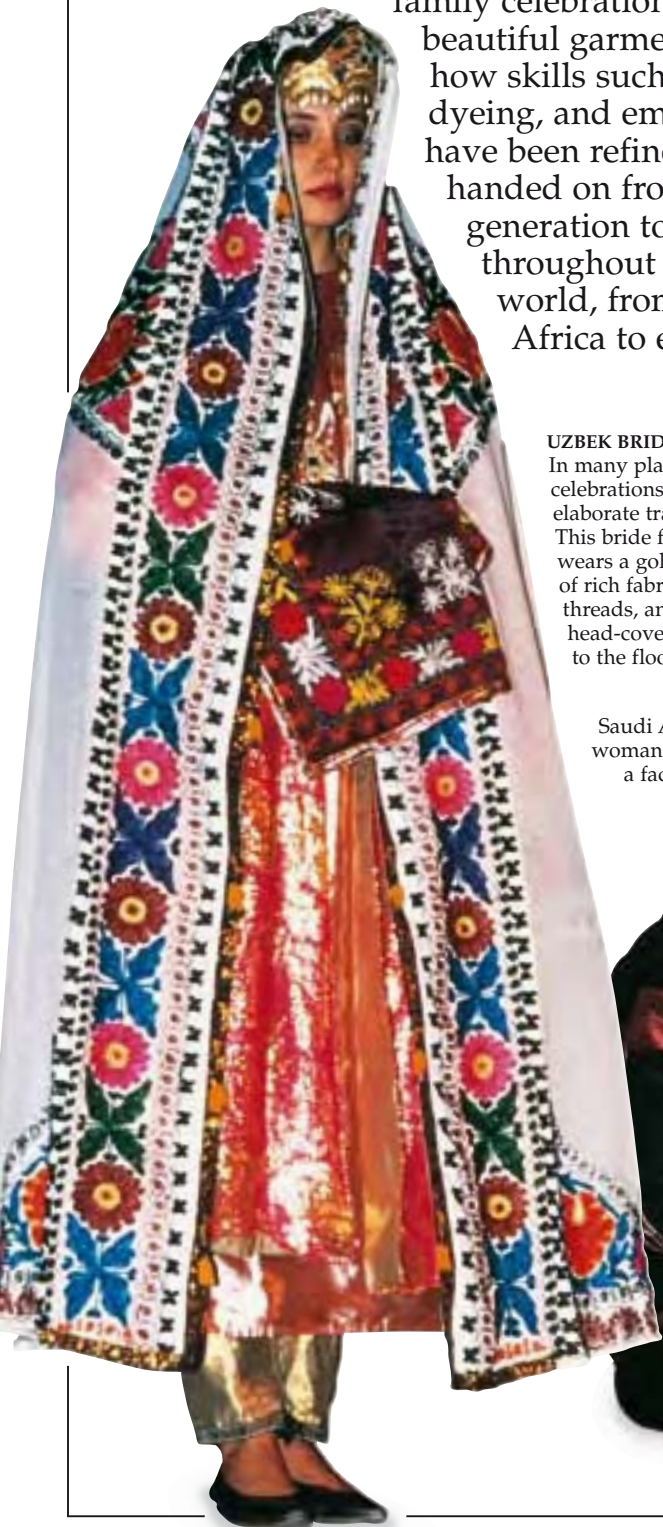 family celebration
beautiful garme
how skills such
dyeing, and em
have been refine
handed on fro
generation to
throughout
world, from
Africa to e
UZBEK BRID
In many pla
celebrations
elaborate tra
This bride f
wears a gol
of rich fabr
threads, an
head-cove
to the floo
Saudi A
woman
a fac